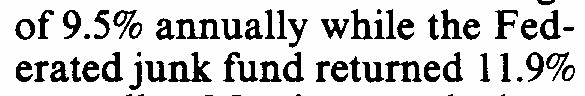 of 9.5% annually while the Fed-
erated junk fund returned 11.9%